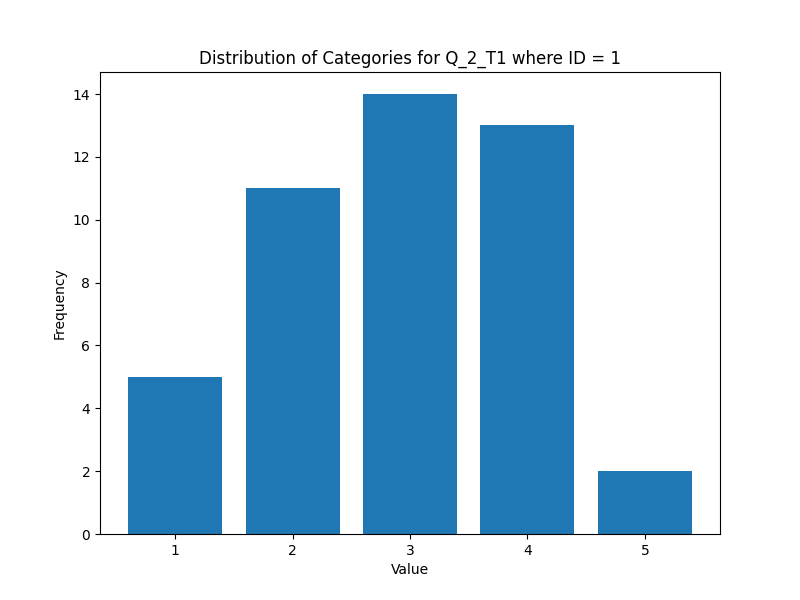 Distribution of Categories for Q_2_T1 where ID = 1
14
12
10
8
6
4
2
0
Frequency
1 2 3 4 5
Value